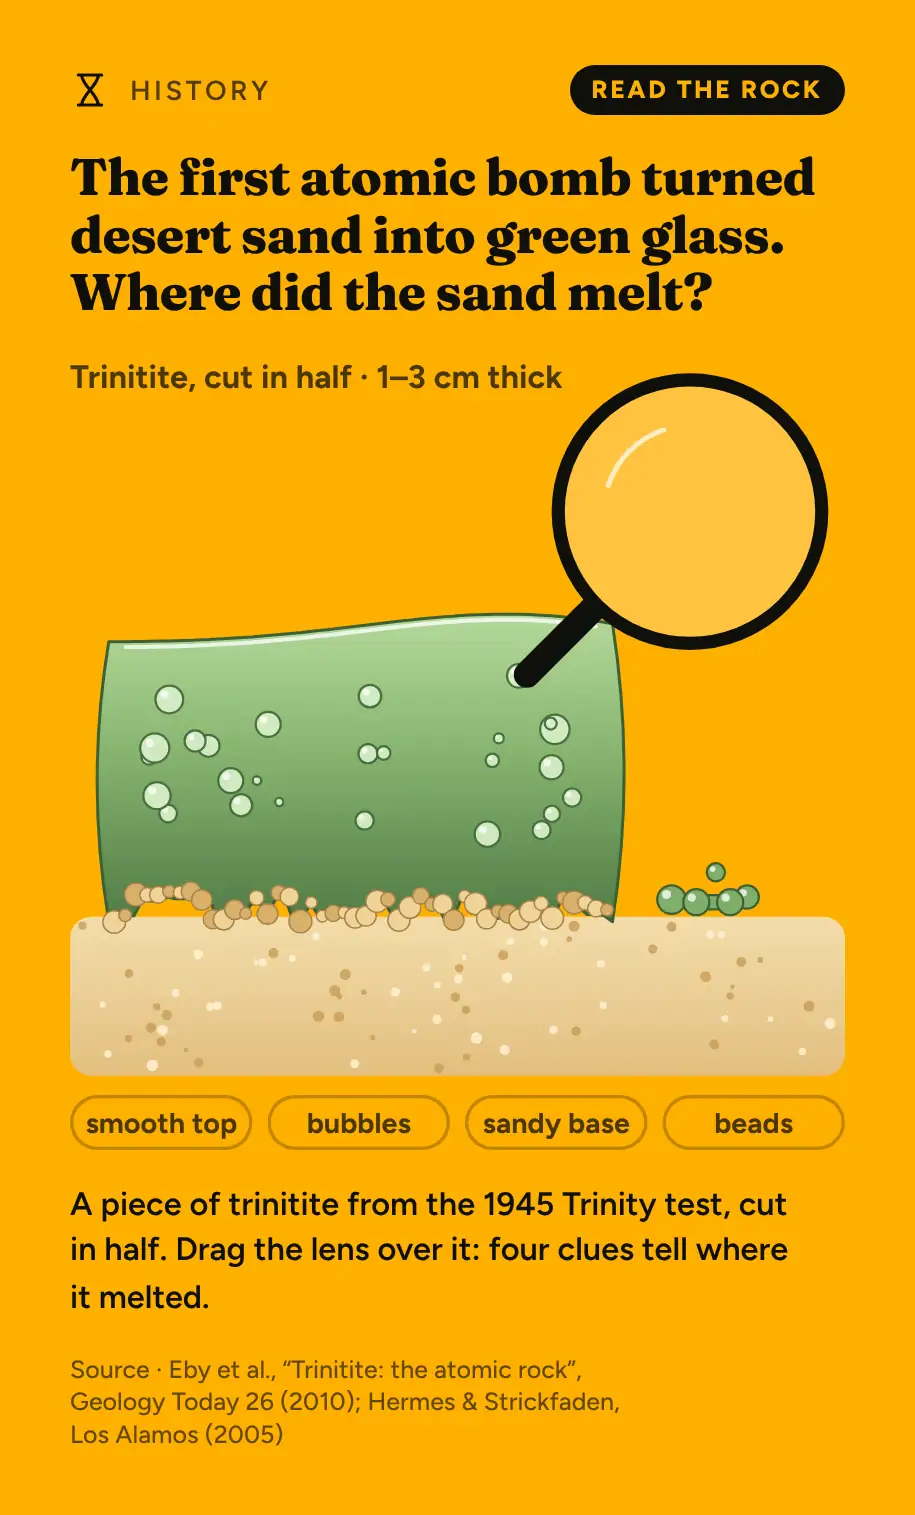 HISTORY
READ THE ROCK
The first atomic bomb turned
desert sand into green glass.
Where did the sand melt?
Trinitite, cut in half · 1–3 cm thick
smooth top
bubbles
sandy base
beads
A piece of trinitite from the 1945 Trinity test, cut
in half. Drag the lens over it: four clues tell where
it melted.
Source · Eby et al., “Trinitite: the atomic rock”,
Geology Today 26 (2010); Hermes & Strickfaden,
Los Alamos (2005)